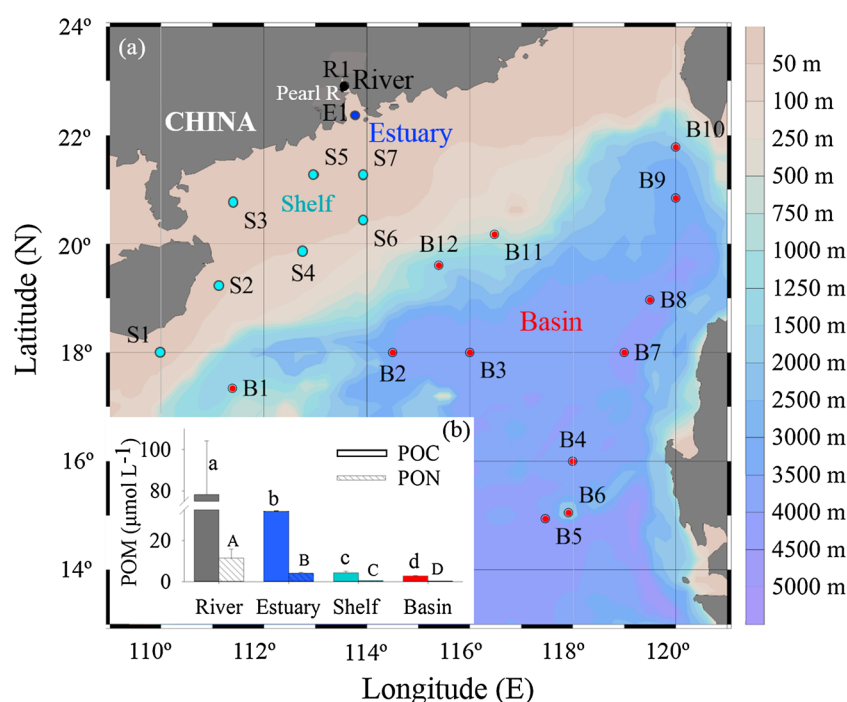 24°
22°
20°
18°
16°
14°
Latitude (N)
(a)
R1
River
Pearl R
E1
CHINA
Estuary
S5
S7
S3
Shelf
S6
S4
S2
S1
B10
B9
B12
B11
B8
Basin
B7
B2
B3
B1
B4
B6
B5
(b)
POC
PON
POM (μmol L⁻¹)
100
80
20
0
a
A
b
B
c
C
d
D
River
Estuary
Shelf
Basin
110°
112°
114°
116°
118°
120°
Longitude (E)
50 m
100 m
250 m
500 m
750 m
1000 m
1250 m
1500 m
2000 m
2500 m
3000 m
3500 m
4000 m
4500 m
5000 m